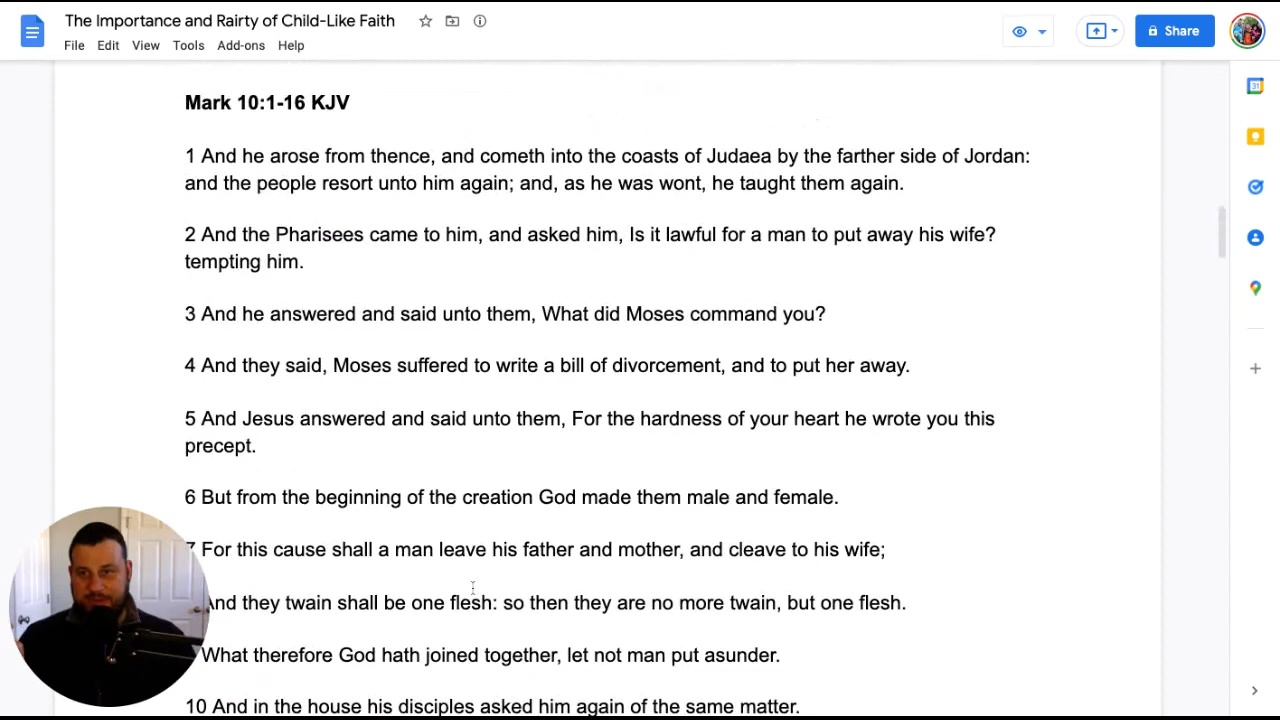 The Importance and Rairty of Child-Like Faith
File Edit View Tools Add-ons Help
Share
31
Mark 10:1-16 KJV
1 And he arose from thence, and cometh into the coasts of Judaea by the farther side of Jordan:
and the people resort unto him again; and, as he was wont, he taught them again.
2 And the Pharisees came to him, and asked him, Is it lawful for a man to put away his wife?
tempting him.
3 And he answered and said unto them, What did Moses command you?
4 And they said, Moses suffered to write a bill of divorcement, and to put her away.
5 And Jesus answered and said unto them, For the hardness of your heart he wrote you this
precept.
6 But from the beginning of the creation God made them male and female.
7 For this cause shall a man leave his father and mother, and cleave to his wife;
And they twain shall be one flesh: so then they are no more twain, but one flesh.
What therefore God hath joined together, let not man put asunder.
10 And in the house his disciples asked him again of the same matter.